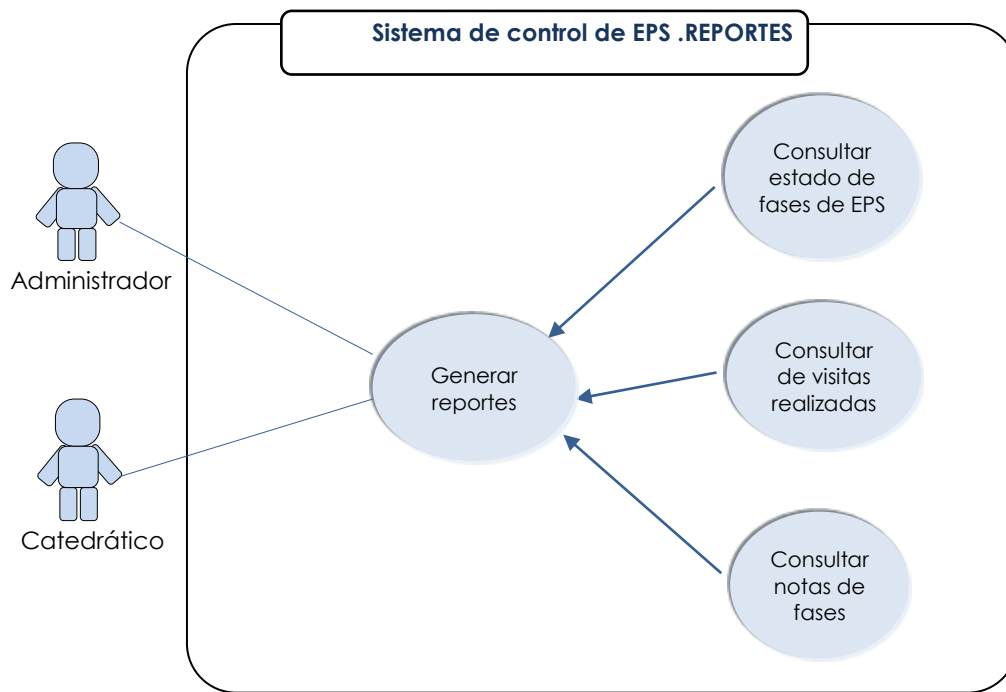 Sistema de control de EPS .REPORTES
Consultar
estado de
fases de EPS
Administrador
Consultar
de visitas
realizadas
Generar
reportes
Catedrático
Consultar
notas de
fases